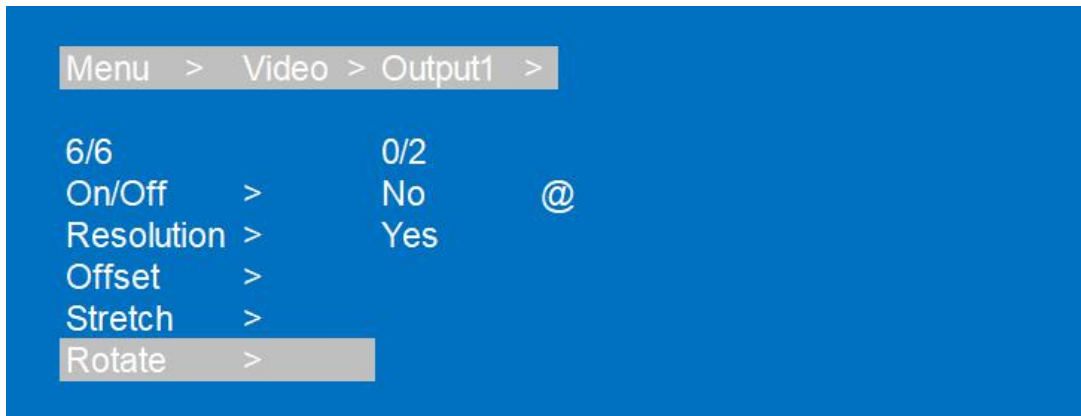 Menu > Video > Output1 >
6/6 0/2
On/Off > No @
Resolution > Yes
Offset >
Stretch >
Rotate >